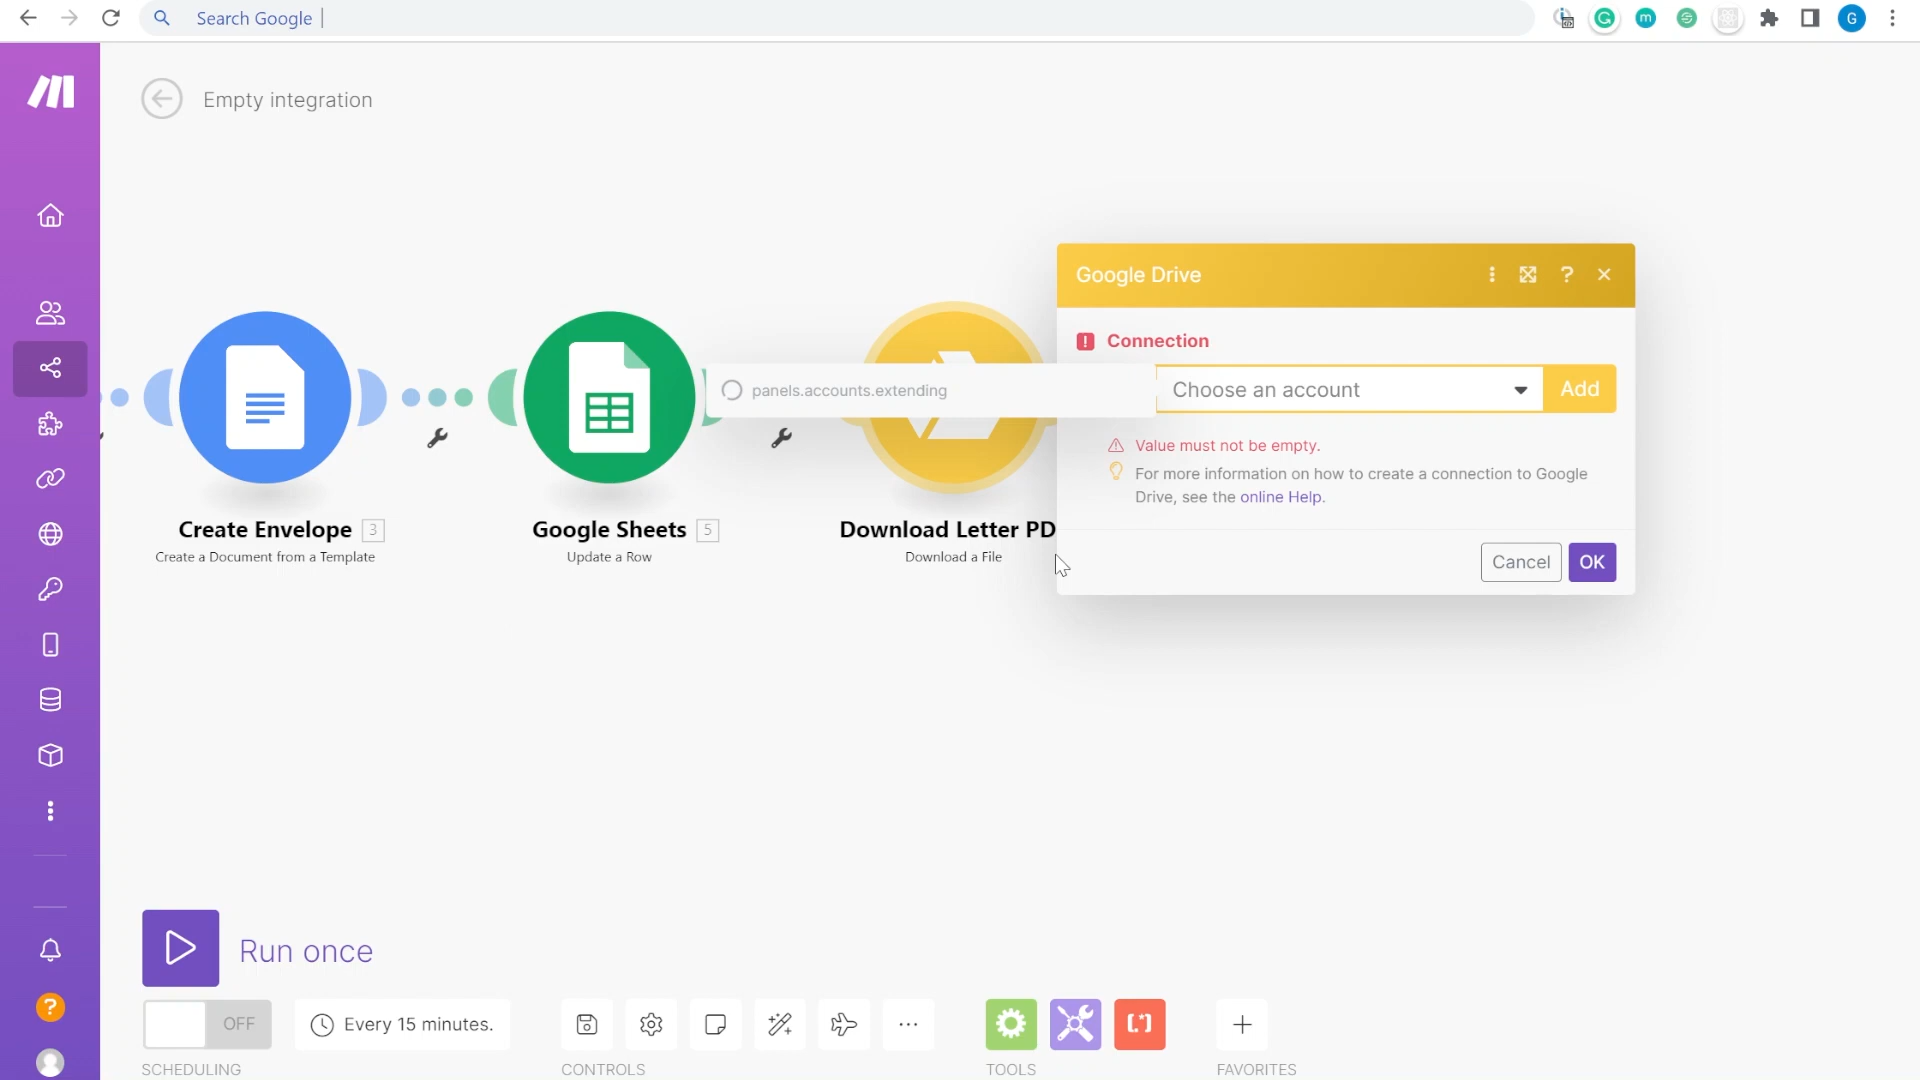 Search Google
G
m
G
Empty integration
Google Drive
?
!
Connection
panels.accounts.extending
Choose an account
Add
Value must not be empty.
For more information on how to create a connection to Google
Drive, see the online Help.
Cancel
OK
Create Envelope 3
Create a Document from a Template
Google Sheets 5
Update a Row
Download Letter PD
Download a File
Run once
OFF
Every 15 minutes.
...
[.*]
+
?
SCHEDULING
CONTROLS
TOOLS
FAVORITES